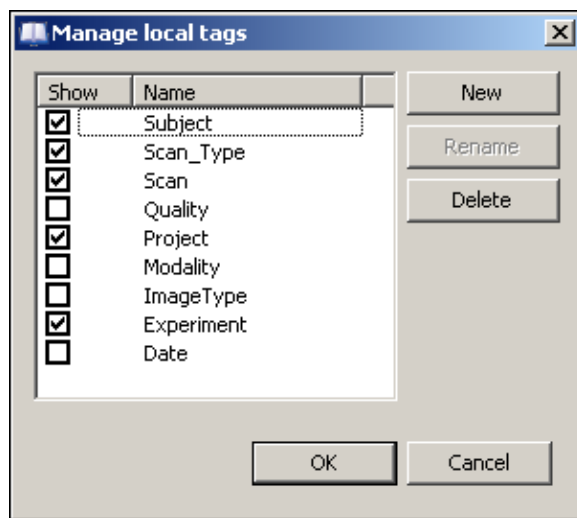 Manage local tags
Show Name
Subject
Scan_Type
Scan
Quality
Project
Modality
ImageType
Experiment
Date
New
Rename
Delete
OK
Cancel